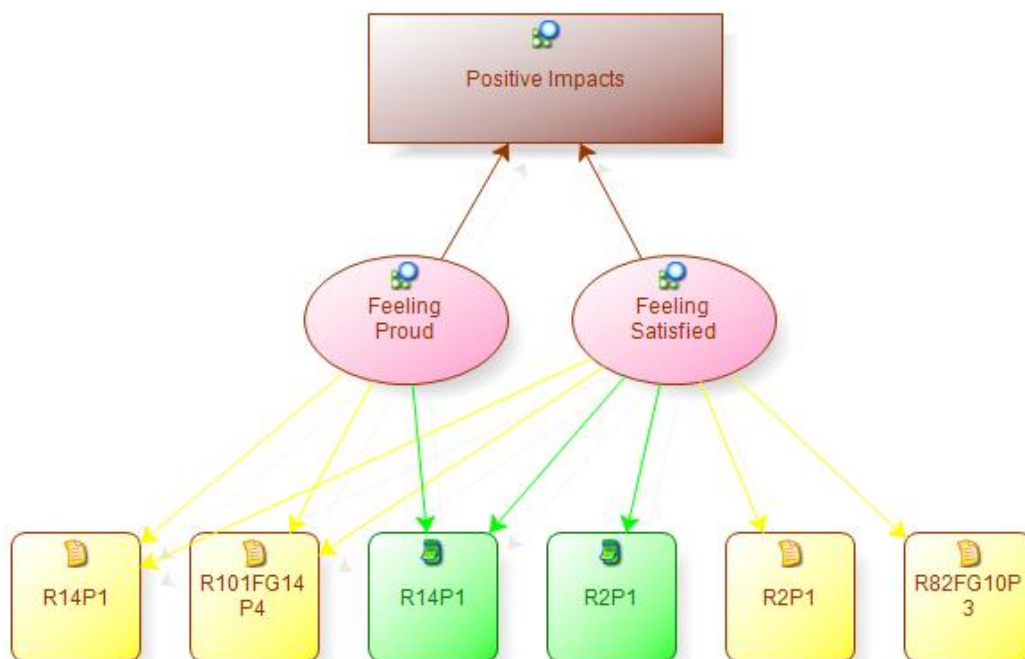 Positive Impacts
Feeling
Proud
Feeling
Satisfied
R14P1
R101FG14
P4
R14P1
R2P1
R2P1
R82FG10P
3